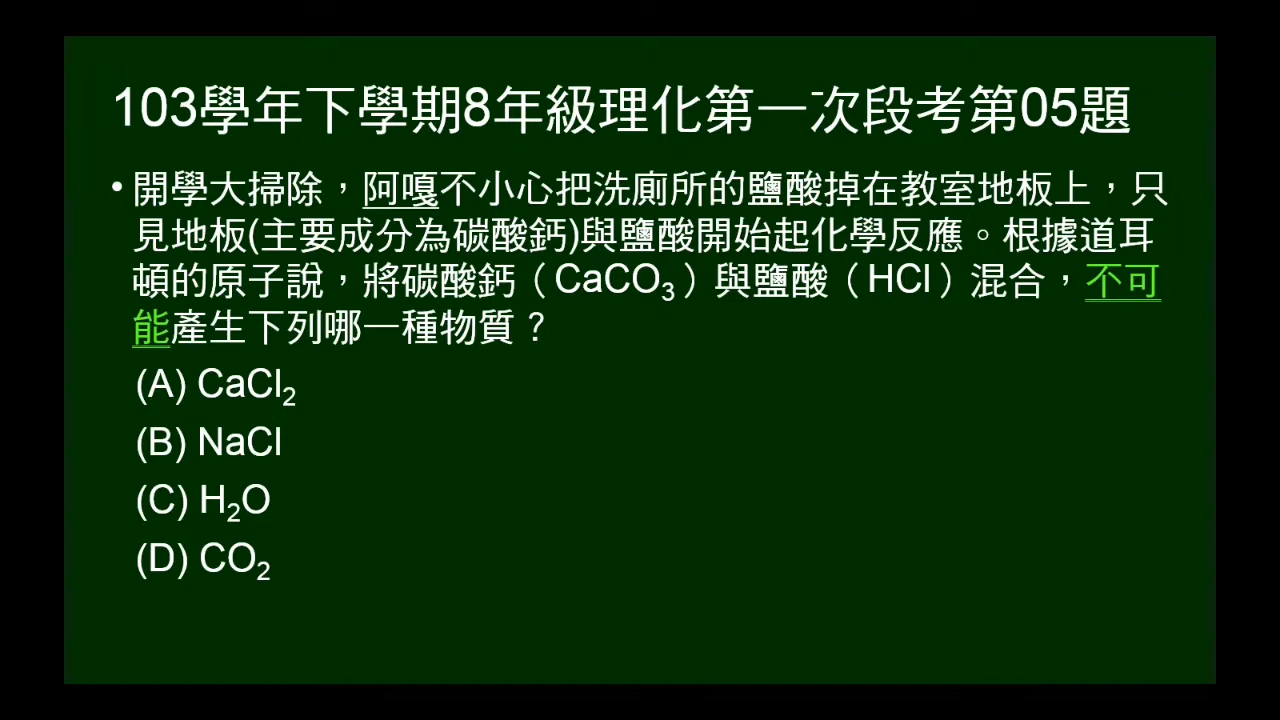 103學年下學期8年級理化第一次段考第05題
•開學大掃除，阿嘎不小心把洗廁所的鹽酸掉在教室地板上，只
見地板(主要成分為碳酸鈣)與鹽酸開始起化學反應。根據道耳
頓的原子說，將碳酸鈣（CaCO₃）與鹽酸（HCl）混合，不可
能產生下列哪一種物質？
(A) CaCl₂
(B) NaCl
(C) H₂O
(D) CO₂